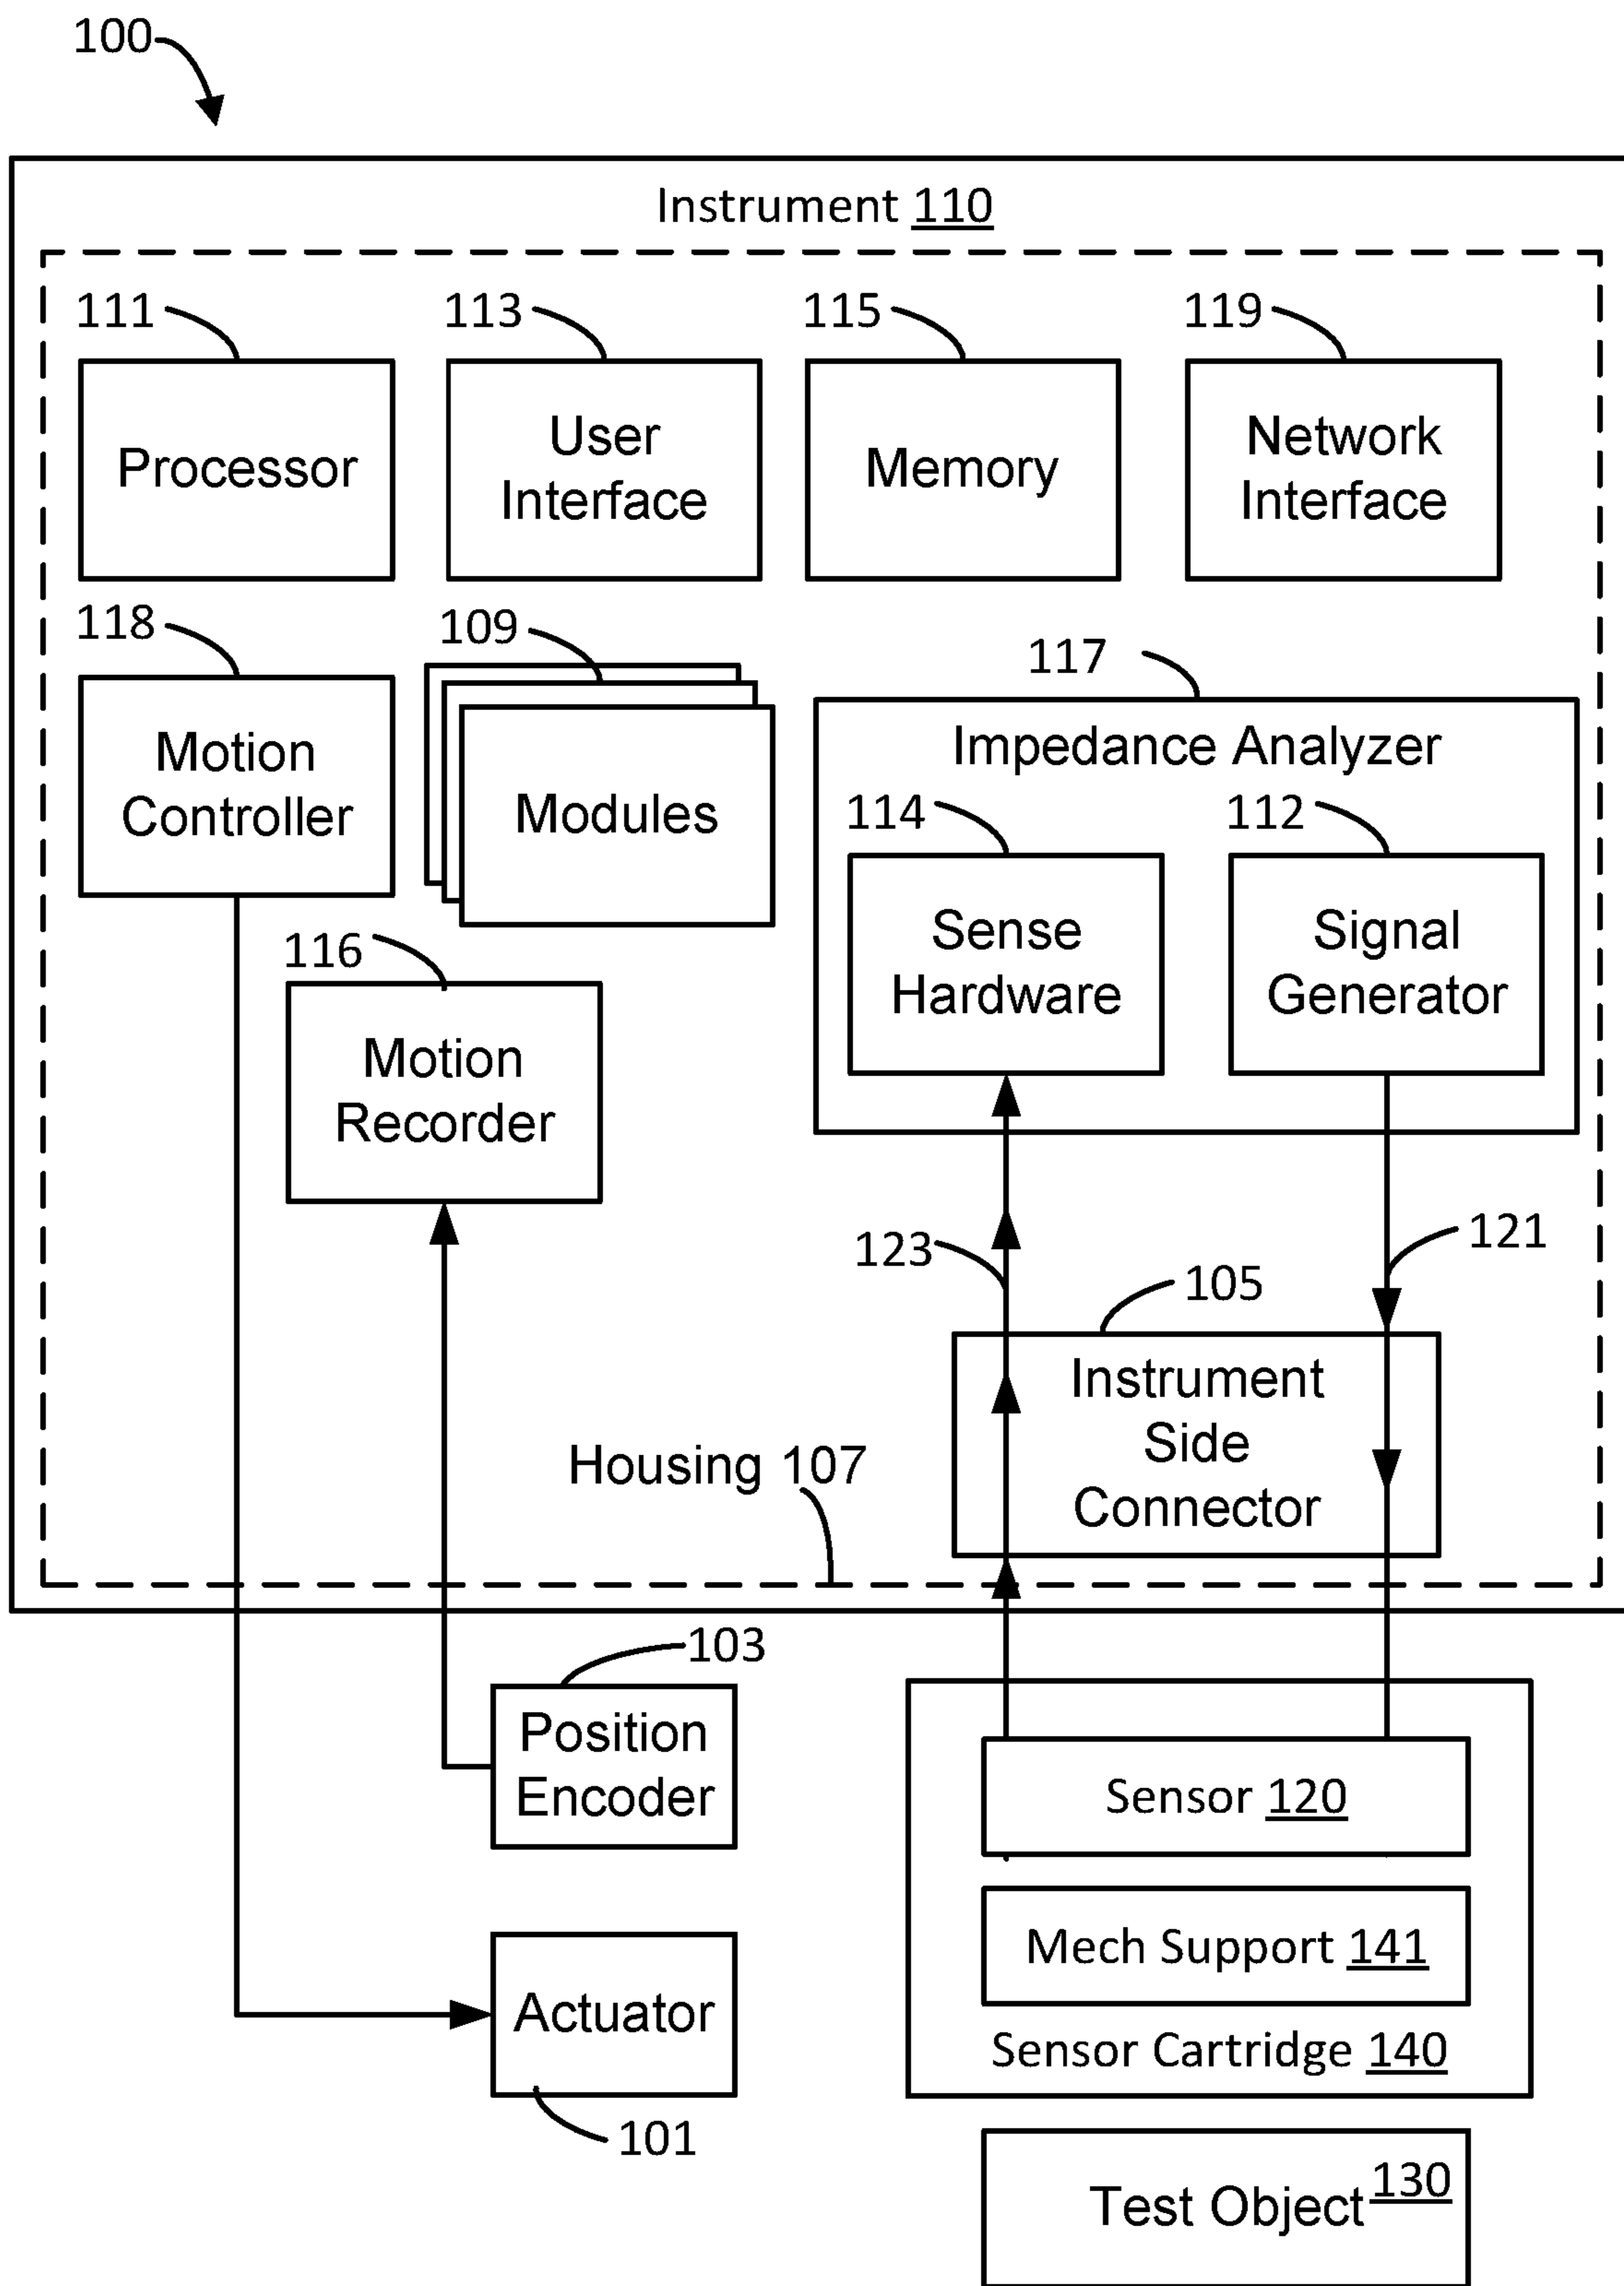 100
Instrument 110
111
113
115
119
Processor
User
Interface
Memory
Network
Interface
118
109
117
Motion
Controller
Modules
Impedance Analyzer
114
112
Sense
Hardware
Signal
Generator
116
Motion
Recorder
123
121
105
Instrument
Side
Connector
Housing 107
103
Position
Encoder
Sensor 120
Mech Support 141
Sensor Cartridge 140
Actuator
101
Test Object 130